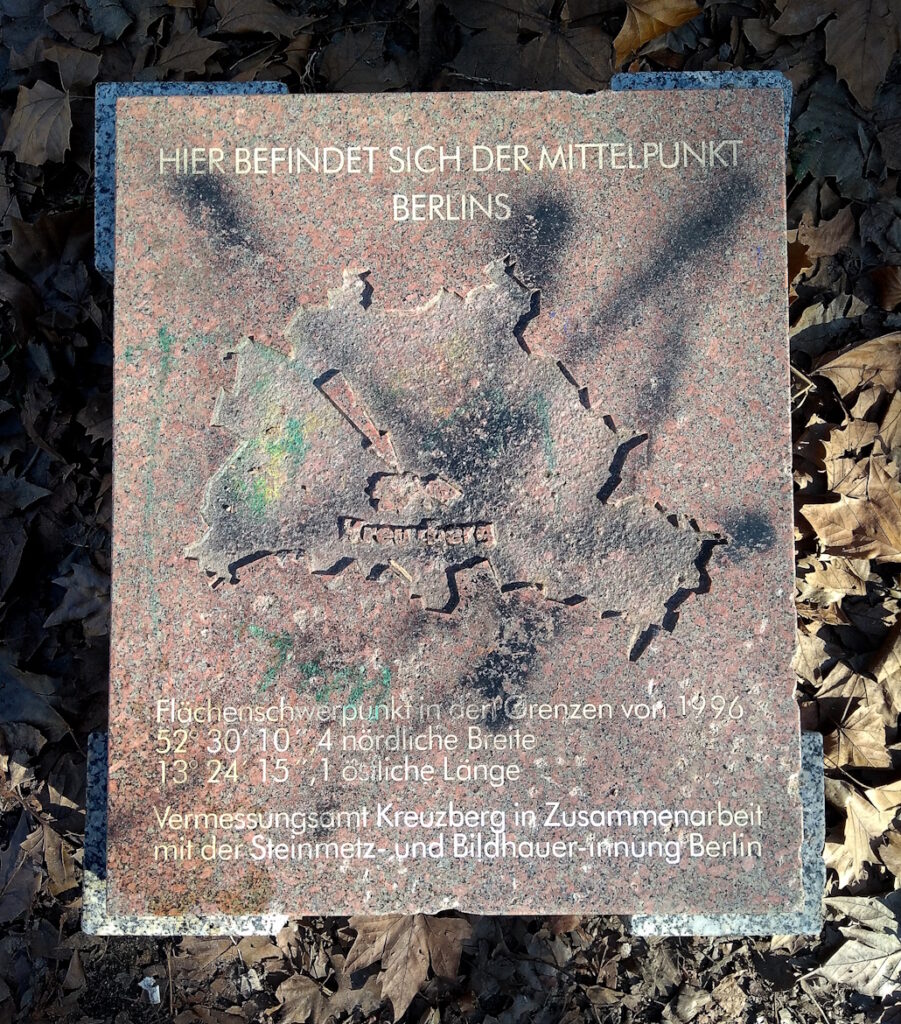 HIER BEFINDET SICH DER MITTELPUNKT
BERLINS
Kreuzberg
Flächenschwerpunkt in den Grenzen von 1996
52° 30´ 10´´,4 nördliche Breite
13° 24´ 15´´,1 östliche Länge
Vermessungsamt Kreuzberg in Zusammenarbeit
mit der Steinmetz- und Bildhauer-Innung Berlin